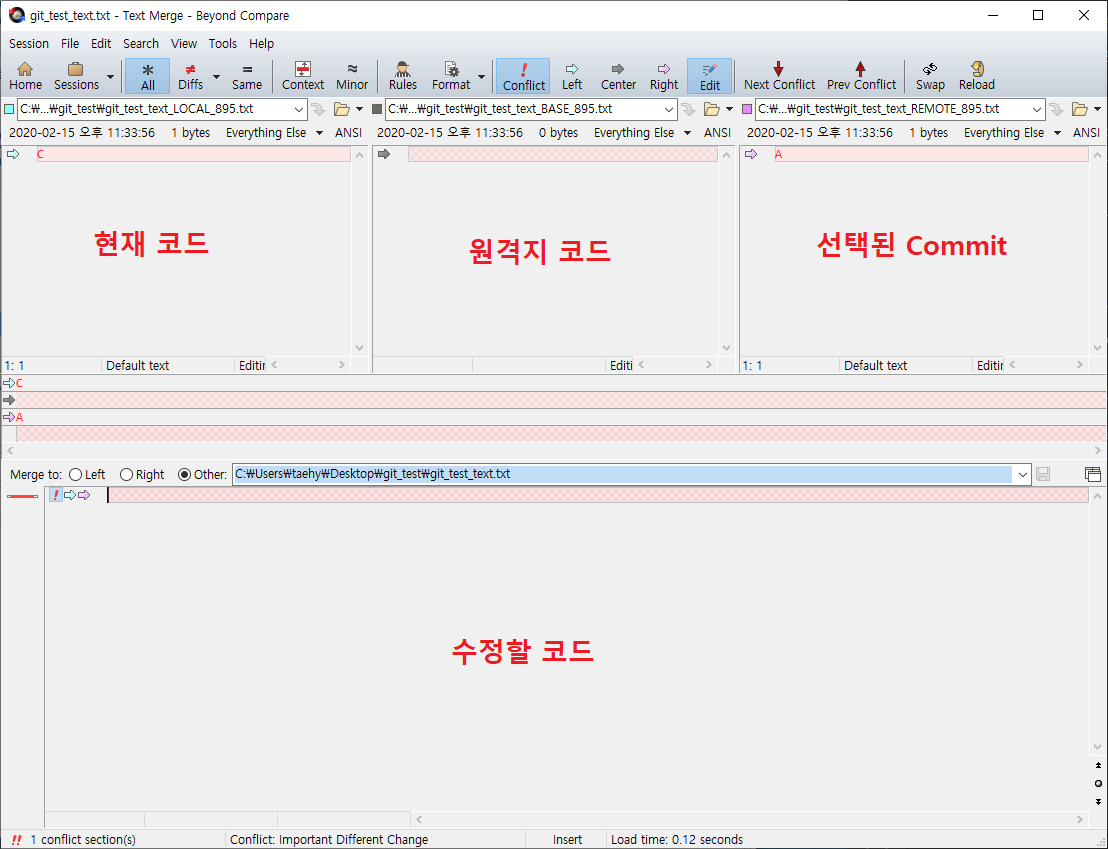 git_test_text.txt - Text Merge - Beyond Compare
Session File Edit Search View Tools Help
Home Sessions All Diffs Same Context Minor Rules Format Conflict Left Center Right Edit Next Conflict Prev Conflict Swap Reload
C:₩...₩git_test₩git_test_text_LOCAL_895.txt C:₩...₩git_test₩git_test_text_BASE_895.txt C:₩...₩git_test₩git_test_text_REMOTE_895.txt
2020-02-15 오후 11:33:56 1 bytes Everything Else ANSI 2020-02-15 오후 11:33:56 0 bytes Everything Else ANSI 2020-02-15 오후 11:33:56 1 bytes Everything Else ANSI
C A
현재 코드 원격지 코드 선택된 Commit
1: 1 Default text Editir Editi 1: 1 Default text Editir
C
A
Merge to: Left Right Other: C:₩Users₩taehy₩Desktop₩git_test₩git_test_text.txt
수정할 코드
!! 1 conflict section(s) Conflict: Important Different Change Insert Load time: 0.12 seconds